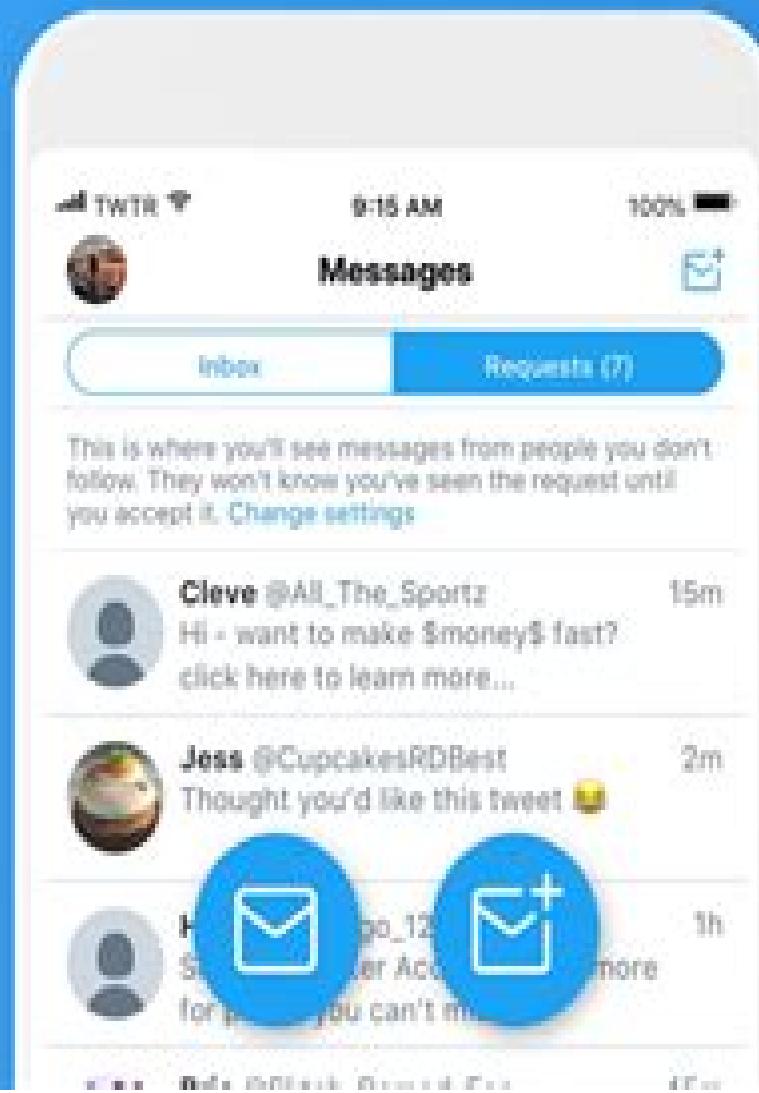 TWTR 9:15 AM 100%
Messages
Inbox Requests (7)
This is where you'll see messages from people you don't
follow. They won't know you've seen the request until
you accept it. Change settings
Cleve @All_The_Sportz 15m
Hi - want to make $money$ fast?
click here to learn more...
Jess @CupcakesRDBest 2m
Thought you'd like this tweet 😂
1h
more
for you can't